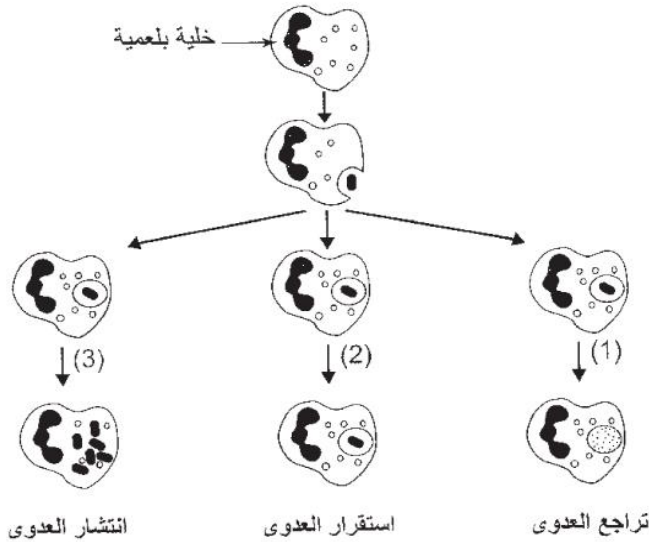 خلية بلعمية
(1)
(2)
(3)
تراجع العدوى
استقرار العدوى
انتشار العدوى